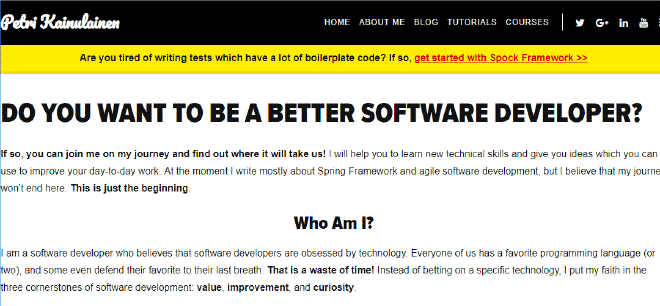 Petri Kainulainen HOME ABOUT ME BLOG TUTORIALS COURSES
Are you tired of writing tests which have a lot of boilerplate code? If so, get started with Spock Framework >>
DO YOU WANT TO BE A BETTER SOFTWARE DEVELOPER?
If so, you can join me on my journey and find out where it will take us! I will help you to learn new technical skills and give you ideas which you can
use to improve your day-to-day work. At the moment I write mostly about Spring Framework and agile software development, but I believe that my journe
won't end here. This is just the beginning.
Who Am I?
I am a software developer who believes that software developers are obsessed by technology. Everyone of us has a favorite programming language (or
two), and some even defend their favorite to their last breath. That is a waste of time! Instead of betting on a specific technology, I put my faith in the
three cornerstones of software development: value, improvement, and curiosity.